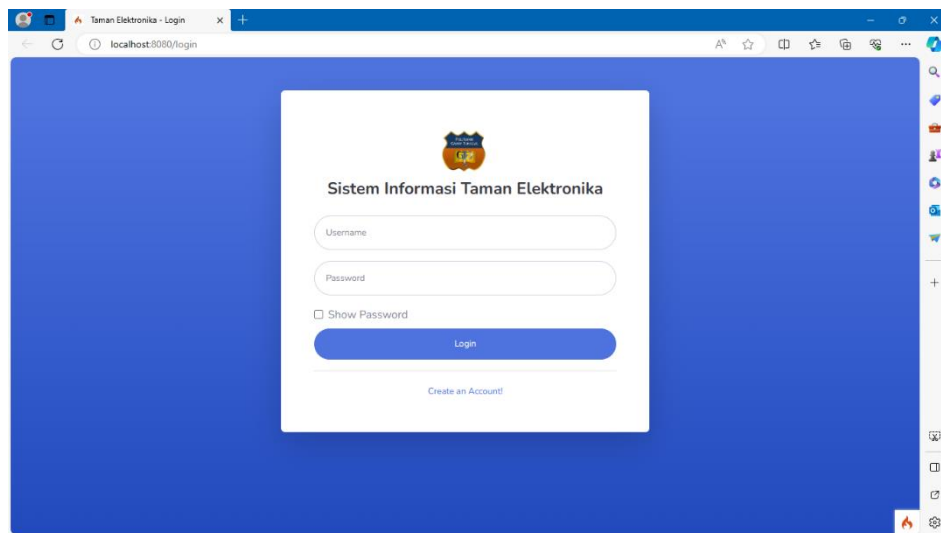 Taman Elektronika - Login
localhost:8080/login
Sistem Informasi Taman Elektronika
Username
Password
Show Password
Login
Create an Account!